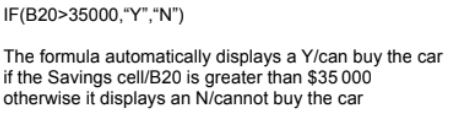 IF(B20>35000,“Y”,“N”)
The formula automatically displays a Y/can buy the car
if the Savings cell/B20 is greater than $35 000
otherwise it displays an N/cannot buy the car